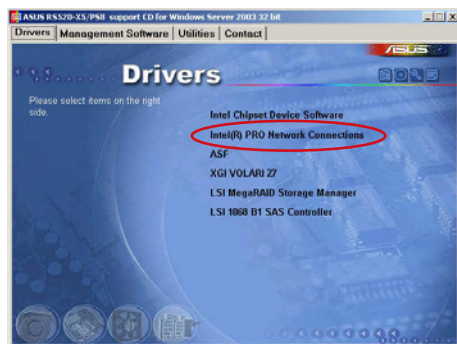 ASUS RS520-X5/PS8 support CD for Windows Server 2003 32 bit
Drivers Management Software Utilities Contact
ASUS
Drivers
Please select items on the right
side.
Intel Chipset Device Software
Intel(R) PRO Network Connections
ASF
XGI VOLARI Z7
LSI MegaRAID Storage Manager
LSI 1068 B1 SAS Controller